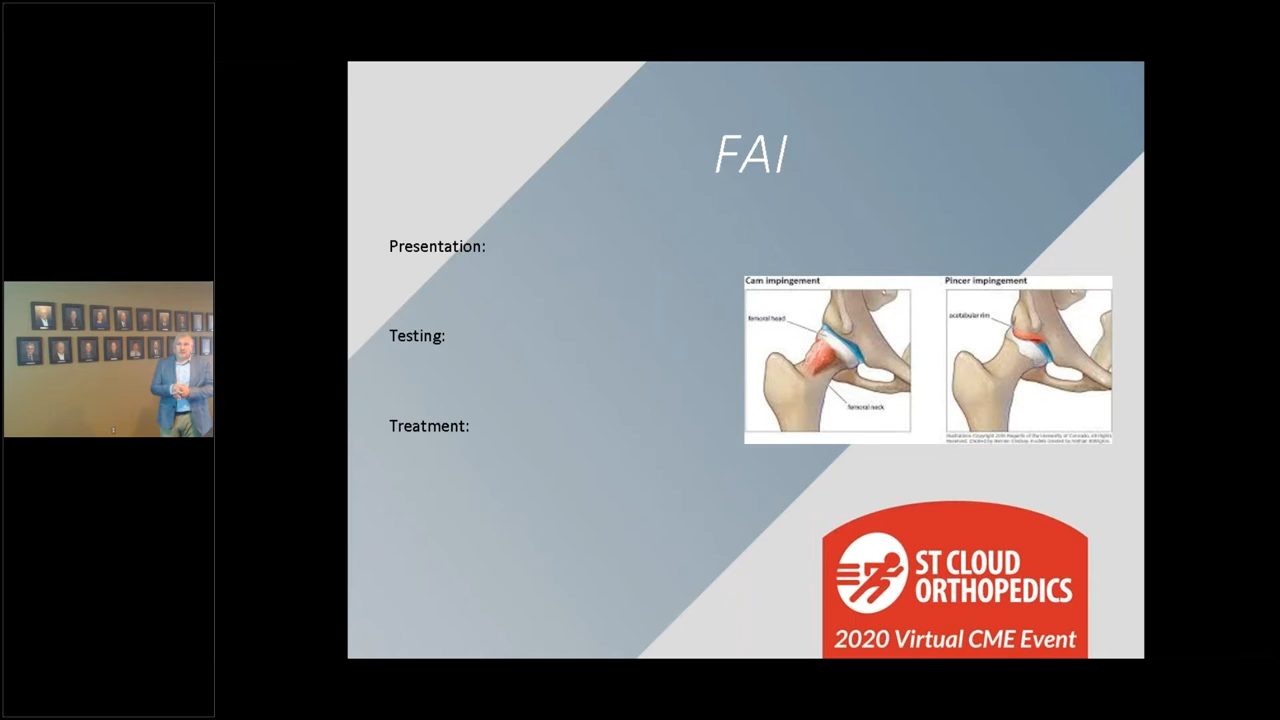 FAI
Presentation:
Testing:
Treatment:
Cam impingement
femoral head
femoral neck
Pincer impingement
acetabular rim
ST CLOUD
ORTHOPEDICS
2020 Virtual CME Event